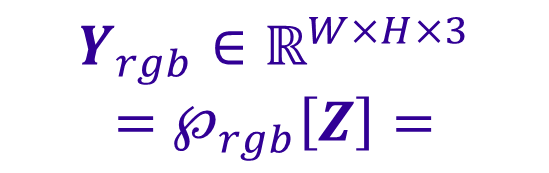 𝒀_{rgb} ∈ ℝ^{W×H×3}
= ℘_{rgb}[𝒁] =